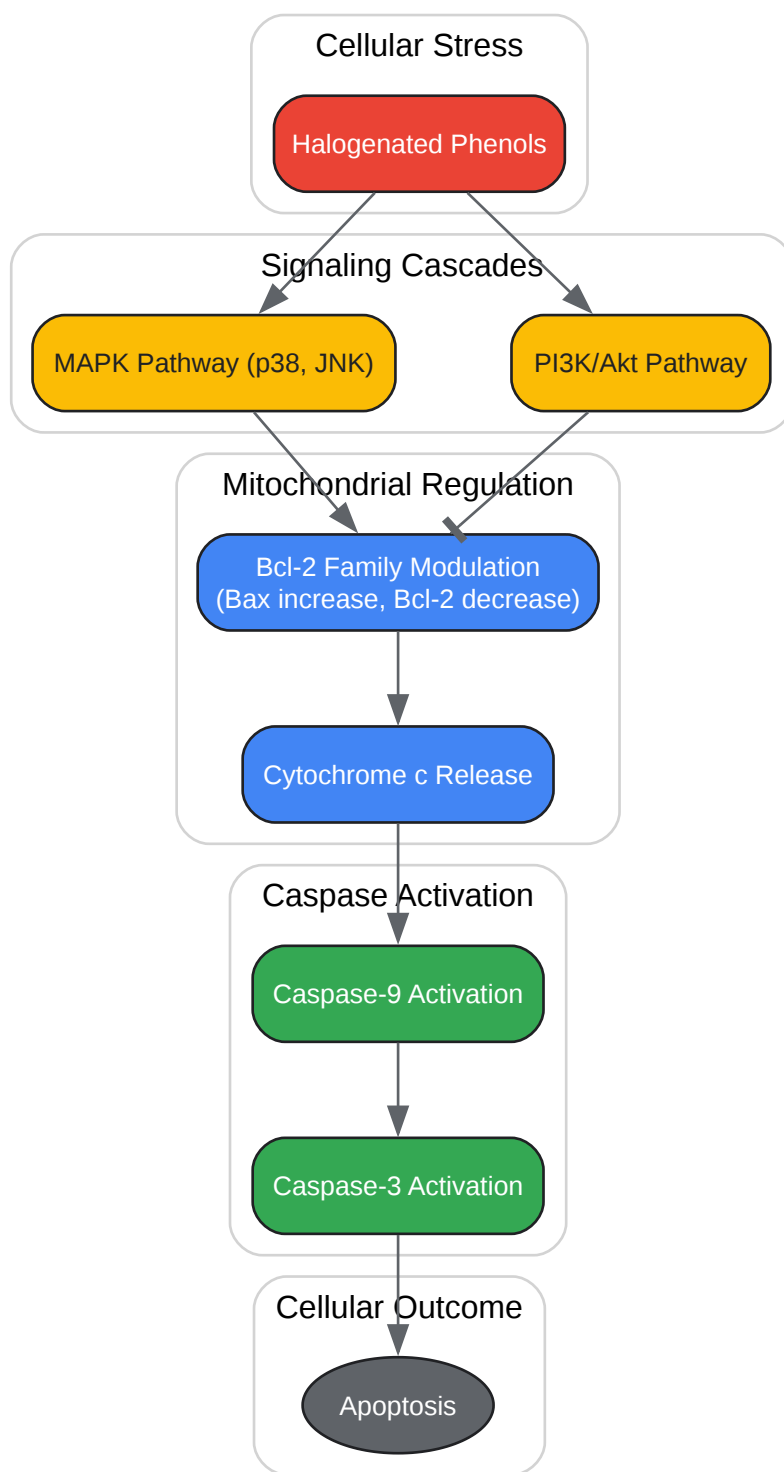 Cellular Stress
Halogenated Phenols
Signaling Cascades
MAPK Pathway (p38, JNK)
PI3K/Akt Pathway
Mitochondrial Regulation
Bcl-2 Family Modulation
(Bax increase, Bcl-2 decrease)
Cytochrome c Release
Caspase Activation
Caspase-9 Activation
Caspase-3 Activation
Cellular Outcome
Apoptosis